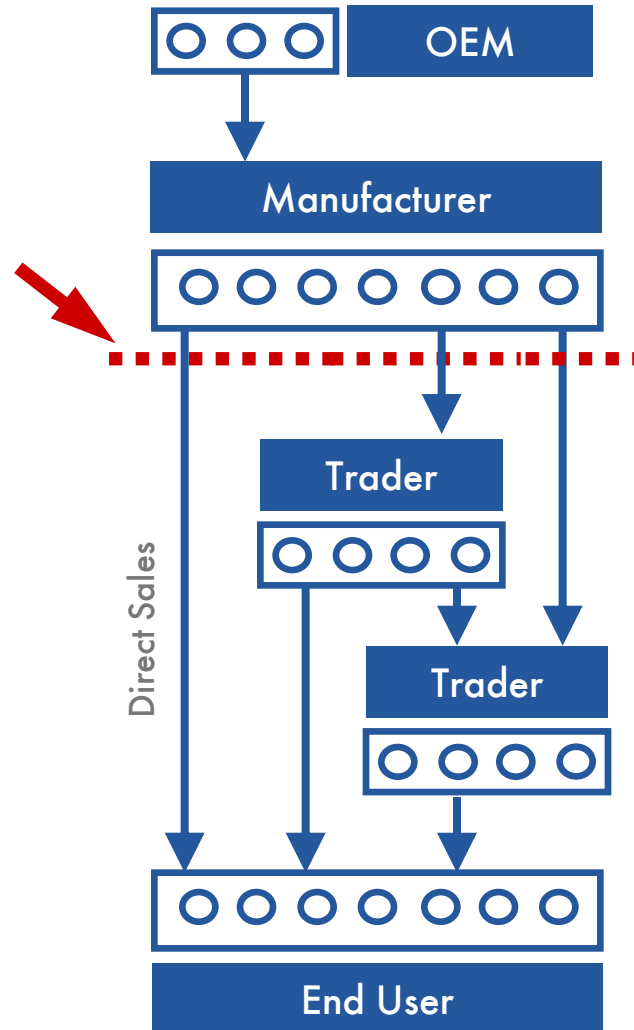 OEM
Manufacturer
Trader
Direct Sales
Trader
End User